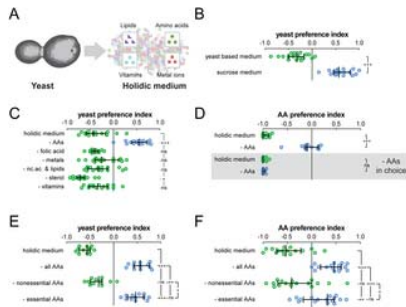 A
Lipids
Amino acids
Vitamins
Metal ions
Yeast
Holidic medium
B
yeast preference index
-1.0 -0.5 0.0 0.5 1.0
yeast based medium
sucrose medium
C
yeast preference index
-1.0 -0.5 0.0 0.5 1.0
holidic medium
- AAs
- folic acid
- metals
- nc.ac & lipids
- sterol
- vitamins
D
AA preference index
-1.0 -0.5 0.0 0.5 1.0
holidic medium
- AAs
holidic medium
- AAs
- AAs
in choice
E
yeast preference index
-1.0 -0.5 0.0 0.5 1.0
holidic medium
- all AAs
- nonessential AAs
- essential AAs
F
AA preference index
-1.0 -0.5 0.0 0.5 1.0
holidic medium
- all AAs
- nonessential AAs
- essential AAs